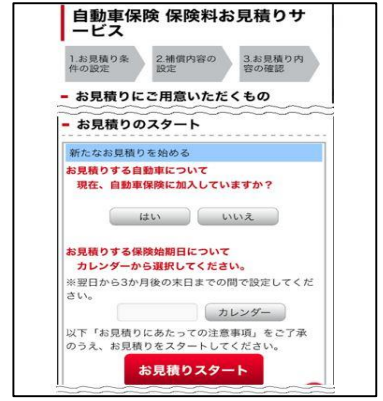 自動車保険 保険料お見積りサ
ービス
1.お見積り条
件の設定
2.補償内容の
設定
3.お見積り内
容の確認
お見積りにご用意いただくもの
お見積りのスタート
新たなお見積りを始める
お見積りする自動車について
現在、自動車保険に加入していますか？
はい
いいえ
お見積りする保険始期日について
カレンダーから選択してください。
※翌日から3か月後の末日までの間で設定してくだ
さい。
カレンダー
以下「お見積りにあたっての注意事項」をご了承
のうえ、お見積りをスタートしてください。
お見積りスタート